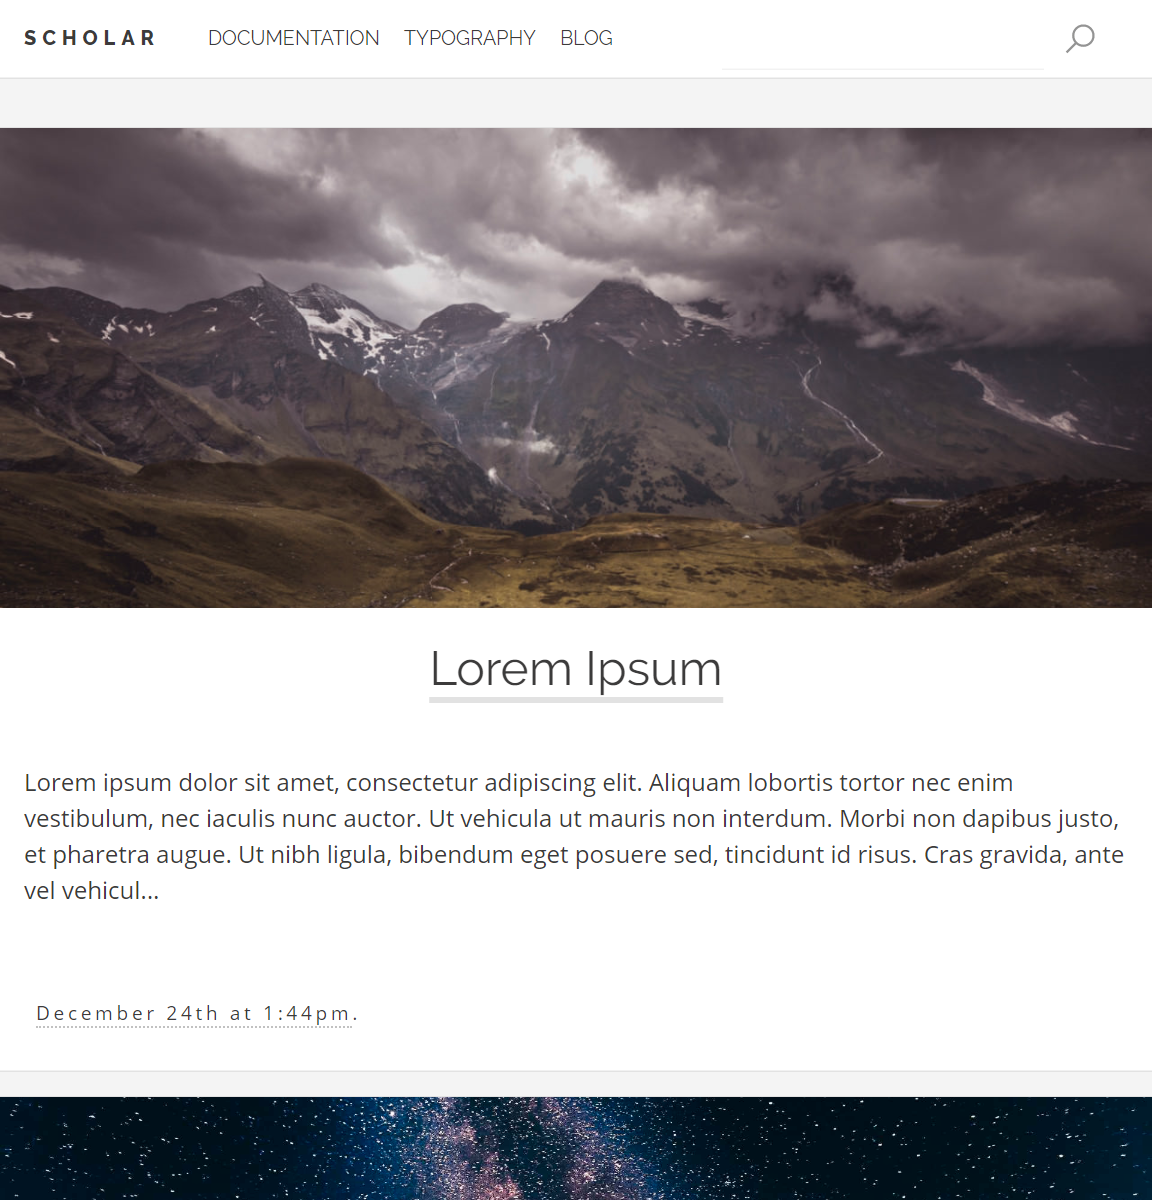 SCHOLAR DOCUMENTATION TYPOGRAPHY BLOG
Lorem Ipsum
Lorem ipsum dolor sit amet, consectetur adipiscing elit. Aliquam lobortis tortor nec enim
vestibulum, nec iaculis nunc auctor. Ut vehicula ut mauris non interdum. Morbi non dapibus justo,
et pharetra augue. Ut nibh ligula, bibendum eget posuere sed, tincidunt id risus. Cras gravida, ante
vel vehicul...
December 24th at 1:44pm.